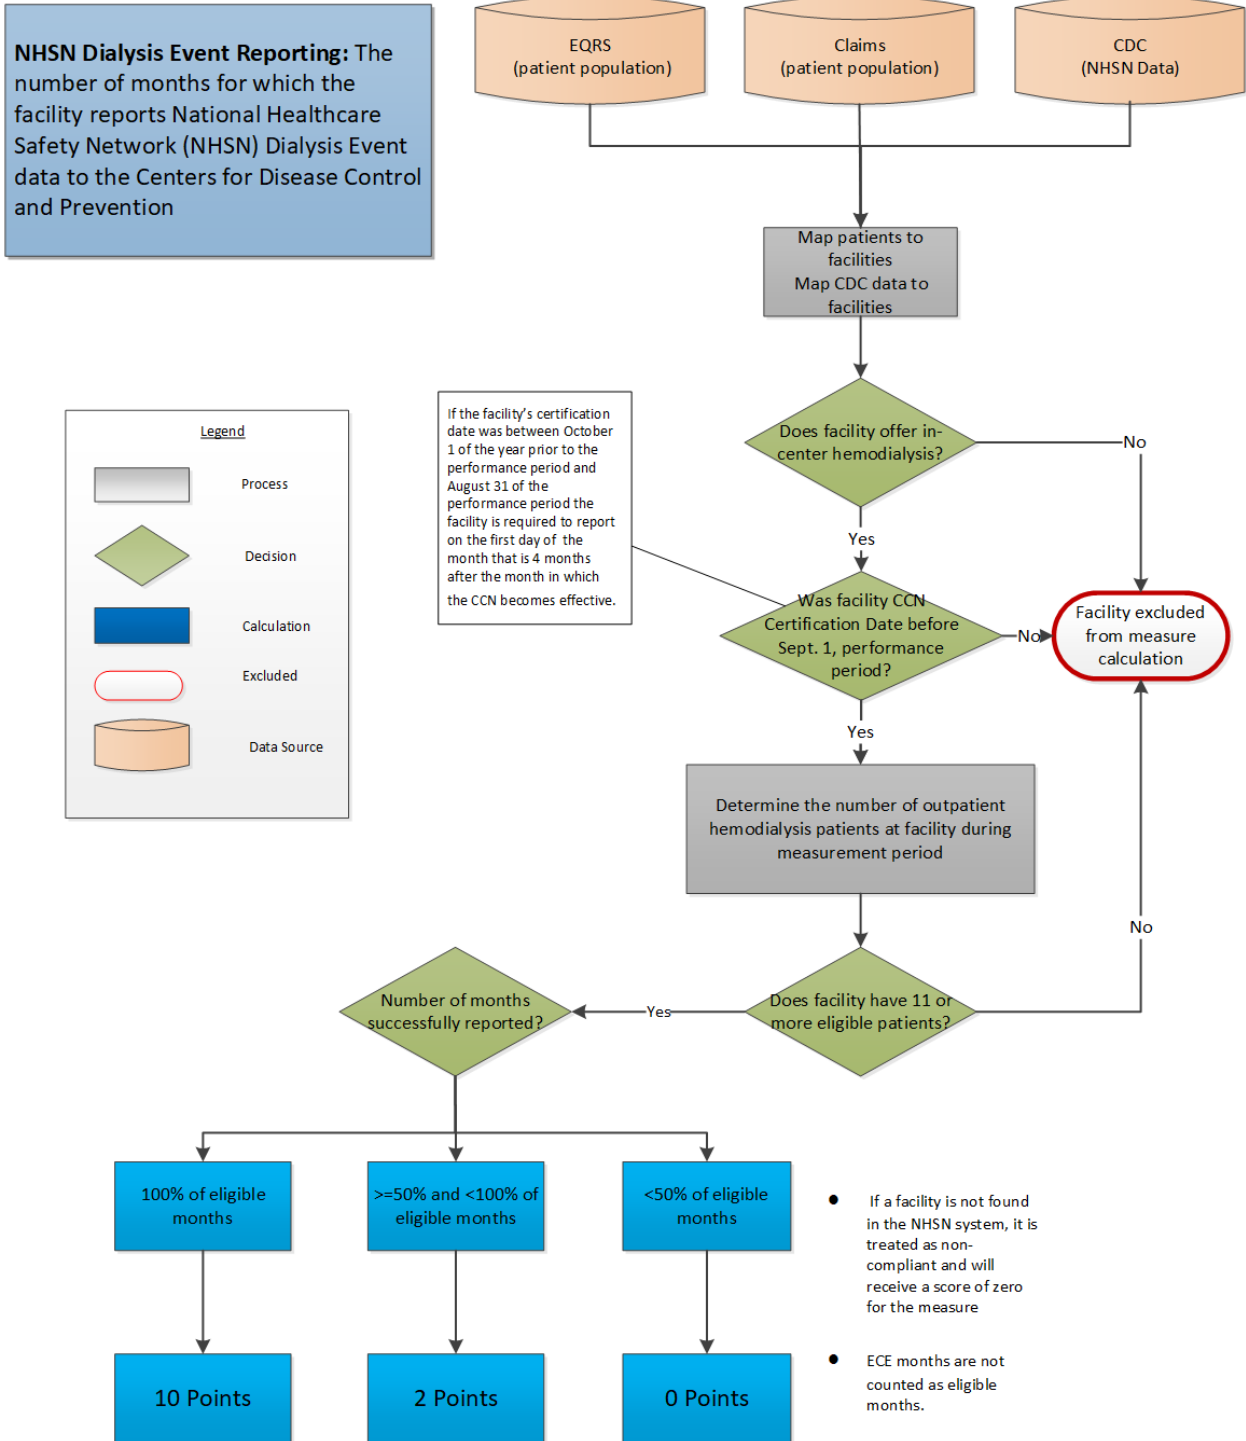 NHSN Dialysis Event Reporting: The
number of months for which the
facility reports National Healthcare
Safety Network (NHSN) Dialysis Event
data to the Centers for Disease Control
and Prevention
EQRS
(patient population)
Claims
(patient population)
CDC
(NHSN Data)
Map patients to
facilities
Map CDC data to
facilities
Legend
Process
Decision
Calculation
Excluded
Data Source
If the facility's certification
date was between October
1 of the year prior to the
performance period and
August 31 of the
performance period the
facility is required to report
on the first day of the
month that is 4 months
after the month in which
the CCN becomes effective.
Does facility offer in-
center hemodialysis?
No
Yes
Was facility CCN
Certification Date before
Sept. 1, performance
period?
No
Facility excluded
from measure
calculation
Yes
Determine the number of outpatient
hemodialysis patients at facility during
measurement period
No
Does facility have 11 or
more eligible patients?
Yes
Number of months
successfully reported?
100% of eligible
months
>=50% and <100% of
eligible months
<50% of eligible
months
10 Points
2 Points
0 Points
• If a facility is not found
in the NHSN system, it is
treated as non-
compliant and will
receive a score of zero
for the measure
• ECE months are not
counted as eligible
months.